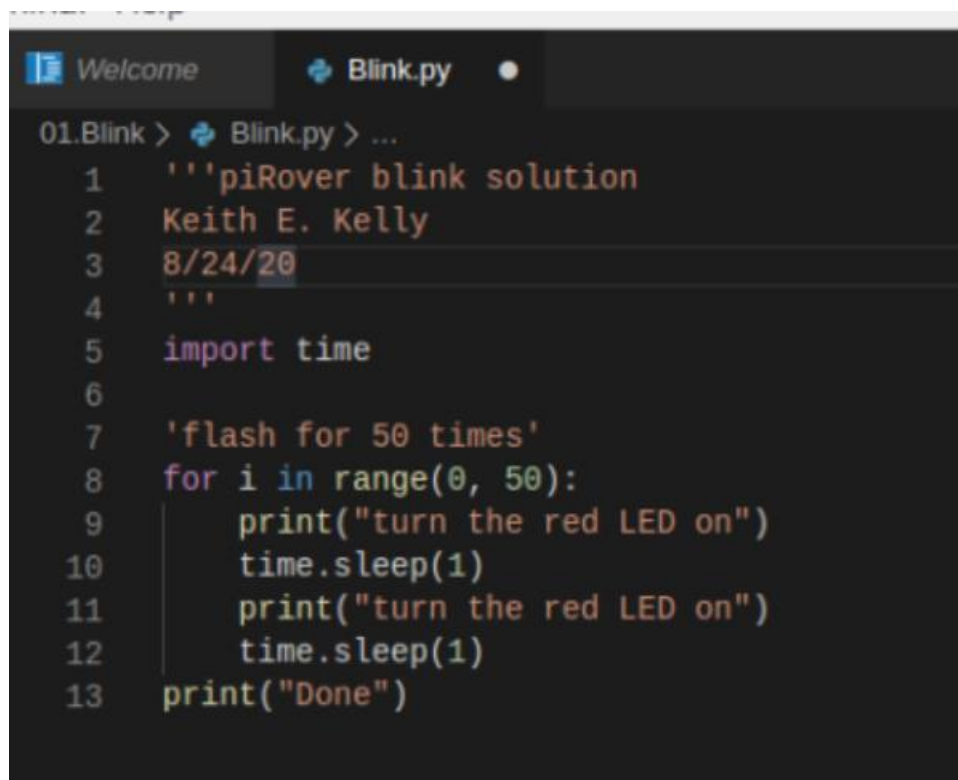 Welcome Blink.py
01.Blink > Blink.py > ...
1 '''piRover blink solution
2 Keith E. Kelly
3 8/24/20
4 '''
5 import time
6
7 'flash for 50 times'
8 for i in range(0, 50):
9     print("turn the red LED on")
10     time.sleep(1)
11     print("turn the red LED on")
12     time.sleep(1)
13 print("Done")